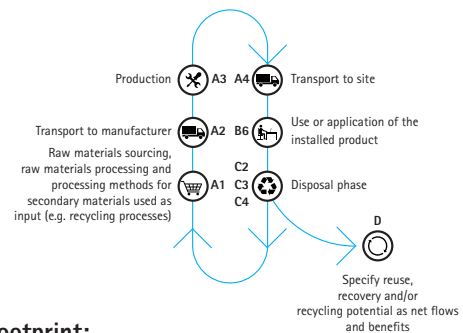 Production
A3
A4
Transport to site
Transport to manufacturer
A2
B6
Use or application of the
installed product
Raw materials sourcing,
raw materials processing and
processing methods for
secondary materials used as
input (e.g. recycling processes)
A1
C2
C3
C4
Disposal phase
D
Specify reuse,
recovery and/or
recycling potential as net flows
and benefits
ootprint: